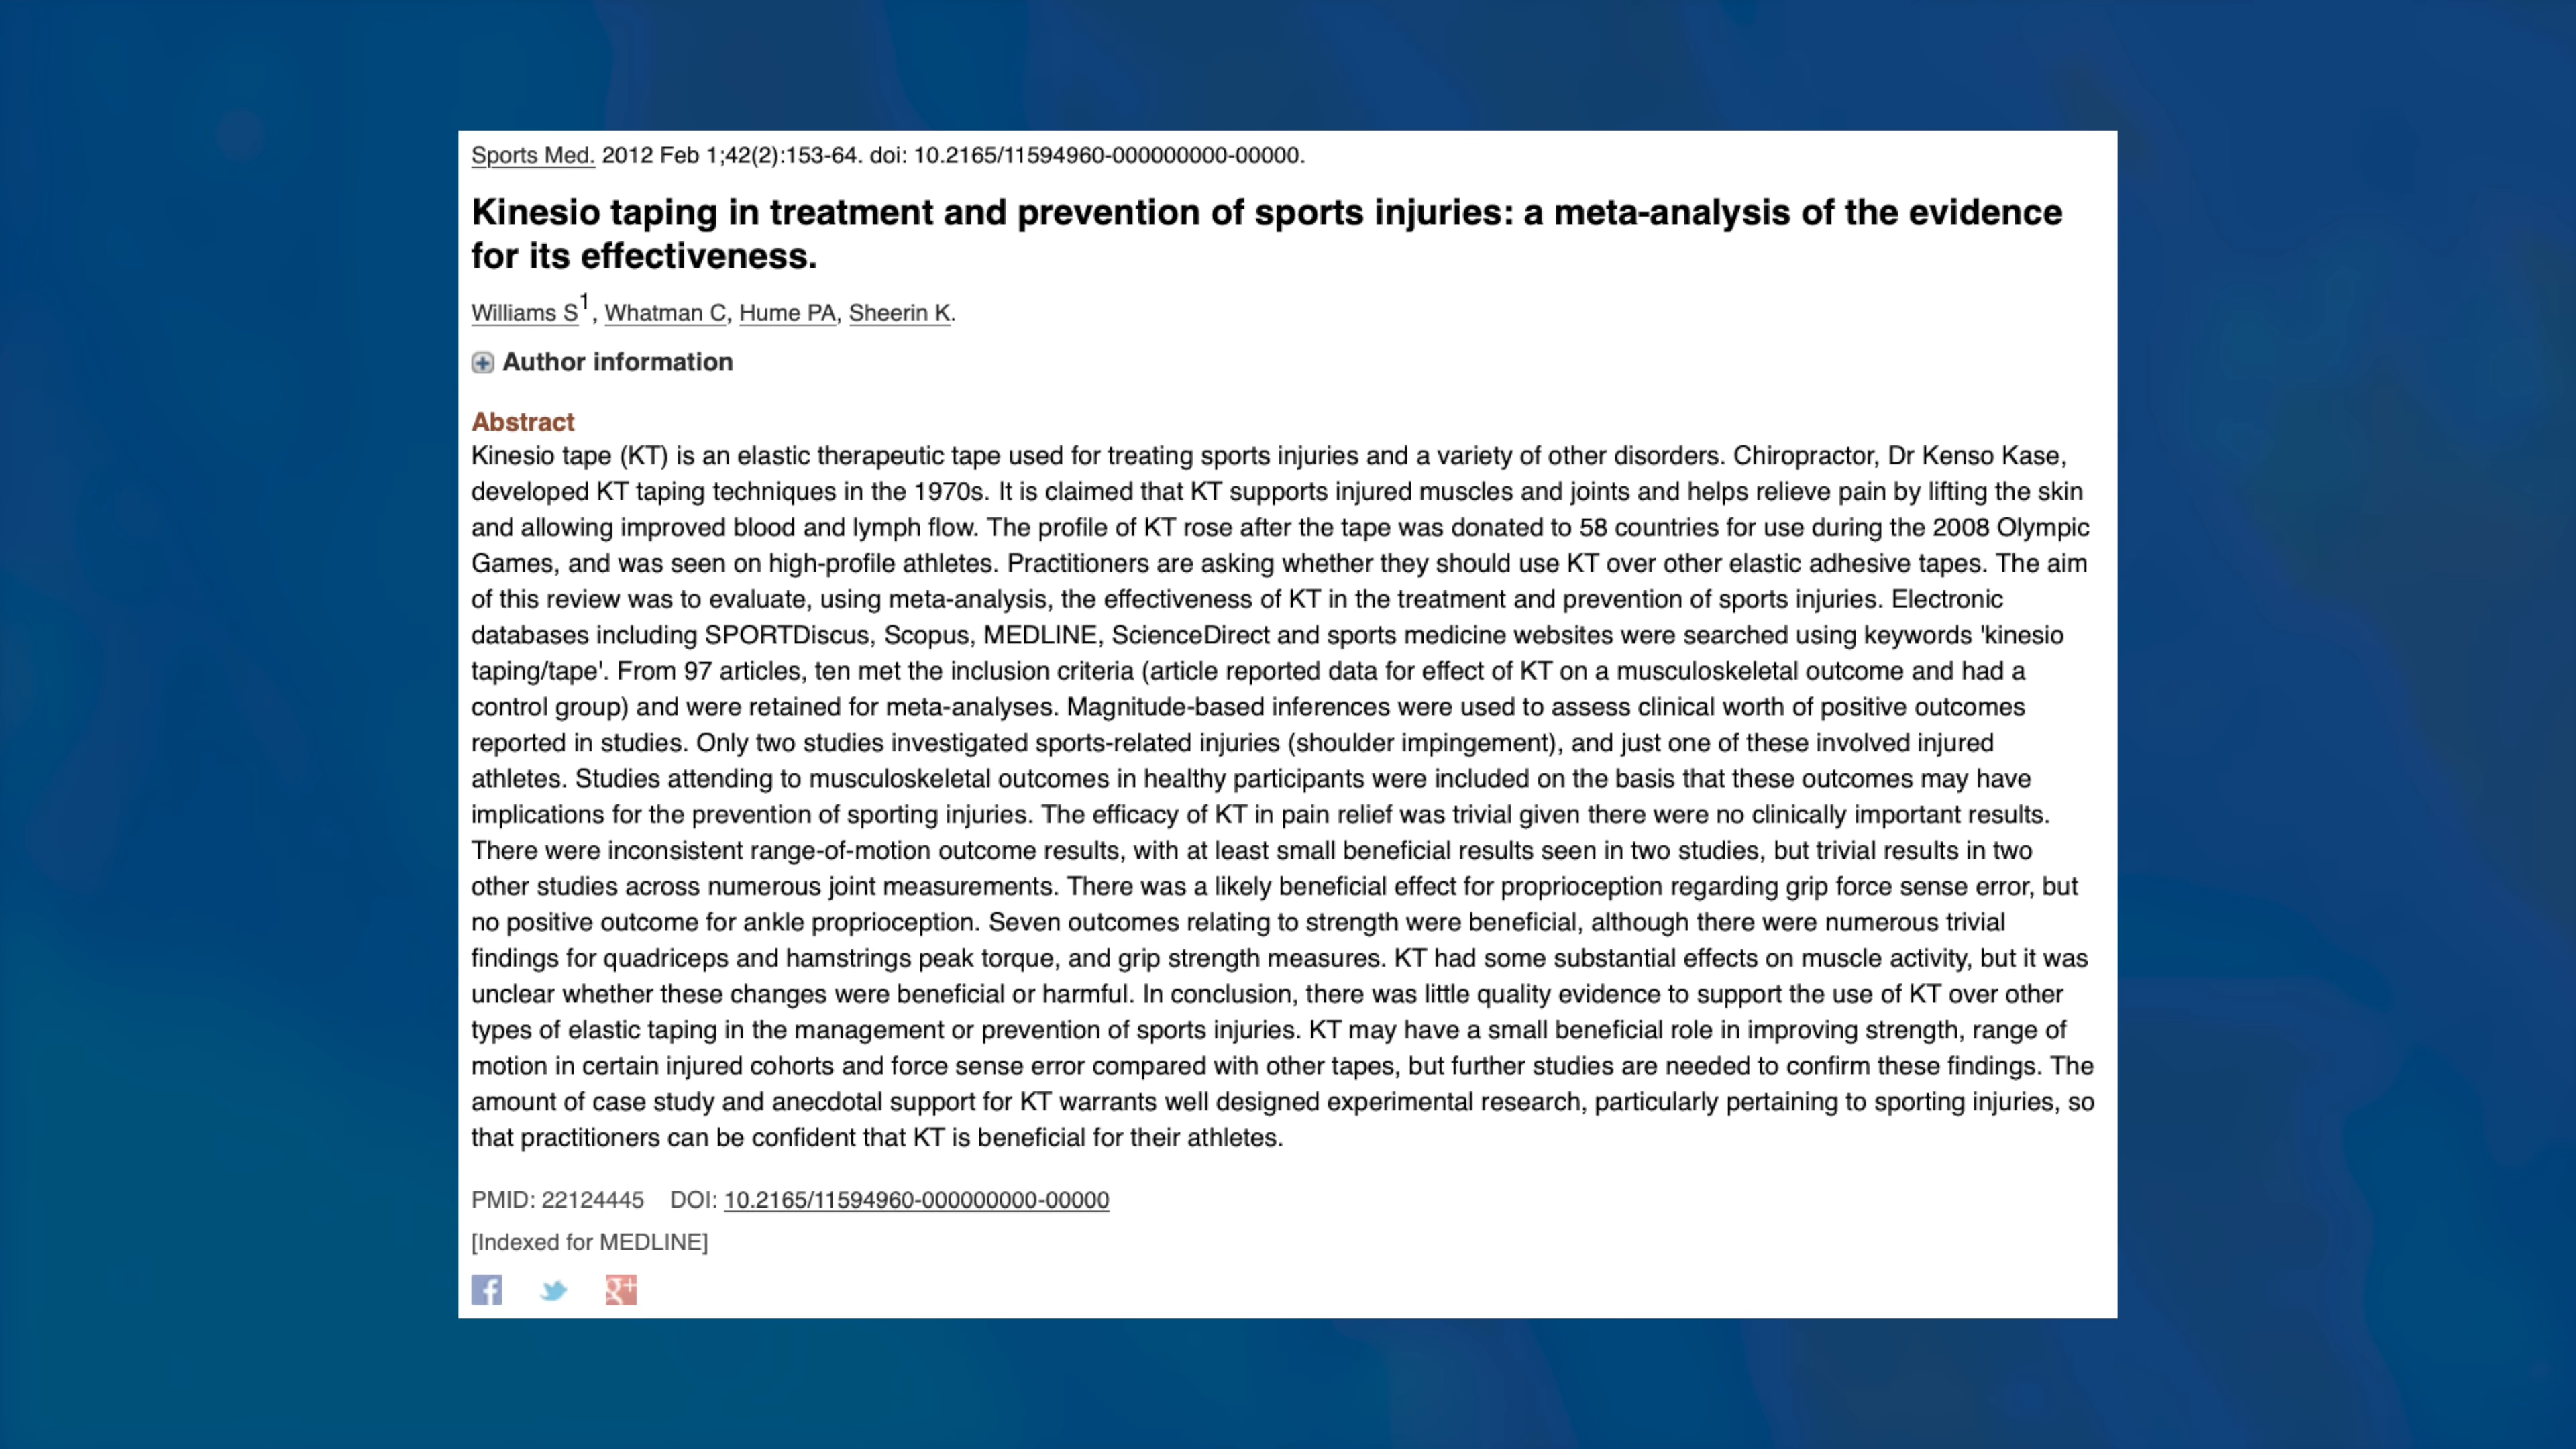 Sports Med. 2012 Feb 1;42(2):153-64. doi: 10.2165/11594960-000000000-00000.
Kinesio taping in treatment and prevention of sports injuries: a meta-analysis of the evidence
for its effectiveness.
Williams S1, Whatman C, Hume PA, Sheerin K.
Author information
Abstract
Kinesio tape (KT) is an elastic therapeutic tape used for treating sports injuries and a variety of other disorders. Chiropractor, Dr Kenso Kase,
developed KT taping techniques in the 1970s. It is claimed that KT supports injured muscles and joints and helps relieve pain by lifting the skin
and allowing improved blood and lymph flow. The profile of KT rose after the tape was donated to 58 countries for use during the 2008 Olympic
Games, and was seen on high-profile athletes. Practitioners are asking whether they should use KT over other elastic adhesive tapes. The aim
of this review was to evaluate, using meta-analysis, the effectiveness of KT in the treatment and prevention of sports injuries. Electronic
databases including SPORTDiscus, Scopus, MEDLINE, ScienceDirect and sports medicine websites were searched using keywords 'kinesio
taping/tape'. From 97 articles, ten met the inclusion criteria (article reported data for effect of KT on a musculoskeletal outcome and had a
control group) and were retained for meta-analyses. Magnitude-based inferences were used to assess clinical worth of positive outcomes
reported in studies. Only two studies investigated sports-related injuries (shoulder impingement), and just one of these involved injured
athletes. Studies attending to musculoskeletal outcomes in healthy participants were included on the basis that these outcomes may have
implications for the prevention of sporting injuries. The efficacy of KT in pain relief was trivial given there were no clinically important results.
There were inconsistent range-of-motion outcome results, with at least small beneficial results seen in two studies, but trivial results in two
other studies across numerous joint measurements. There was a likely beneficial effect for proprioception regarding grip force sense error, but
no positive outcome for ankle proprioception. Seven outcomes relating to strength were beneficial, although there were numerous trivial
findings for quadriceps and hamstrings peak torque, and grip strength measures. KT had some substantial effects on muscle activity, but it was
unclear whether these changes were beneficial or harmful. In conclusion, there was little quality evidence to support the use of KT over other
types of elastic taping in the management or prevention of sports injuries. KT may have a small beneficial role in improving strength, range of
motion in certain injured cohorts and force sense error compared with other tapes, but further studies are needed to confirm these findings. The
amount of case study and anecdotal support for KT warrants well designed experimental research, particularly pertaining to sporting injuries, so
that practitioners can be confident that KT is beneficial for their athletes.
PMID: 22124445 DOI: 10.2165/11594960-000000000-00000
[Indexed for MEDLINE]
f g+